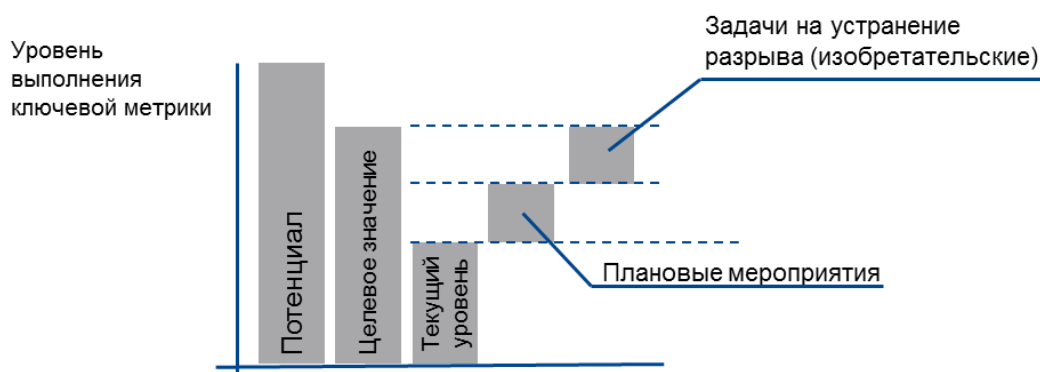 Задачи на устранение
разрыва (изобретательские)
Уровень
выполнения
ключевой метрики
Потенциал
Целевое значение
Текущий
уровень
Плановые мероприятия